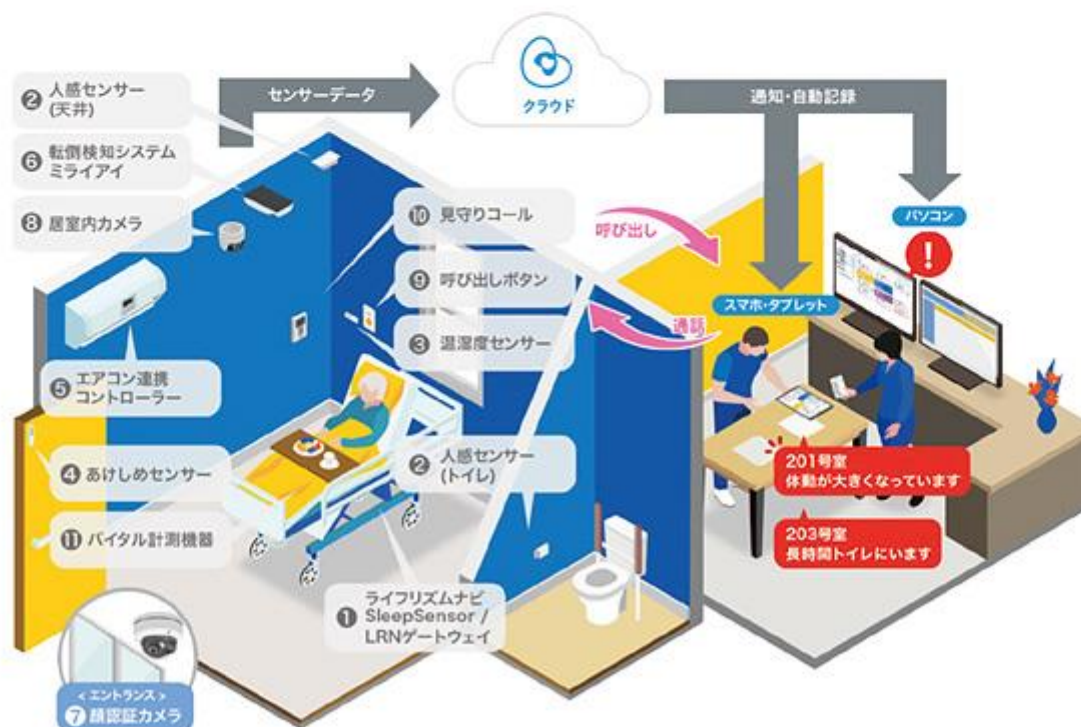 クラウド
センサーデータ
通知・自動記録
❷ 人感センサー
(天井)
❻ 転倒検知システム
ミライアイ
❽ 居室内カメラ
❿ 見守りコール
❾ 呼び出しボタン
❸ 温湿度センサー
呼び出し
通話
パソコン
!
スマホ・タブレット
❺ エアコン連携
コントローラー
❹ あけしめセンサー
⓫ バイタル計測機器
❷ 人感センサー
(トイレ)
❶ ライフリズムナビ
SleepSensor /
LRNゲートウェイ
201号室
体動が大きくなっています
203号室
長時間トイレにいます
< エントランス >
❼ 顔認証カメラ